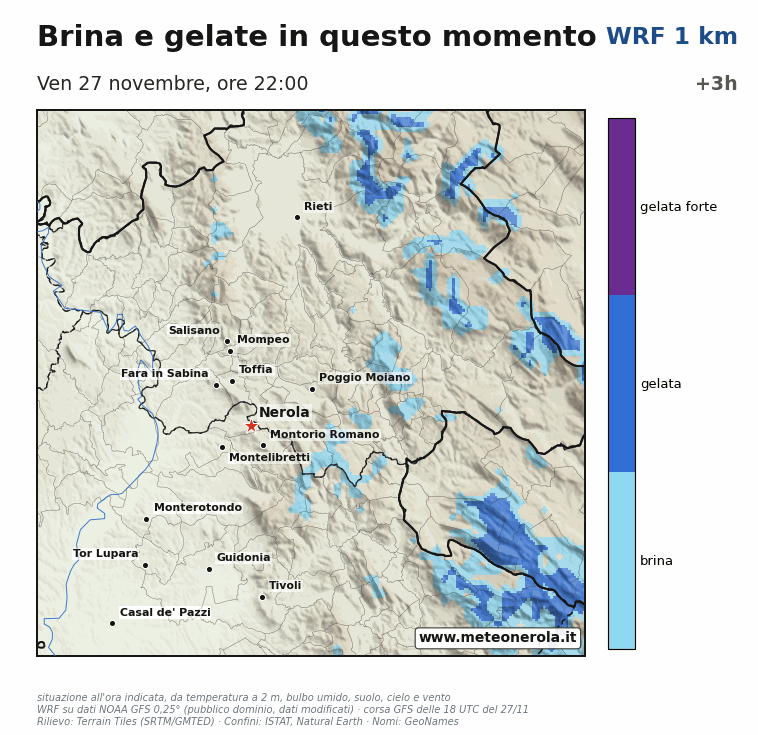 Brina e gelate in questo momento WRF 1 km
Ven 27 novembre, ore 22:00 +3h
Rieti
Salisano
Mompeo
Fara in Sabina
Toffia
Poggio Moiano
Nerola
Montorio Romano
Montelibretti
Monterotondo
Tor Lupara
Guidonia
Tivoli
Casal de' Pazzi
www.meteonerola.it
gelata forte
gelata
brina
situazione all'ora indicata, da temperatura a 2 m, bulbo umido, suolo, cielo e vento
WRF su dati NOAA GFS 0,25° (pubblico dominio, dati modificati) · corsa GFS delle 18 UTC del 27/11
Rilievo: Terrain Tiles (SRTM/GMTED) · Confini: ISTAT, Natural Earth · Nomi: GeoNames